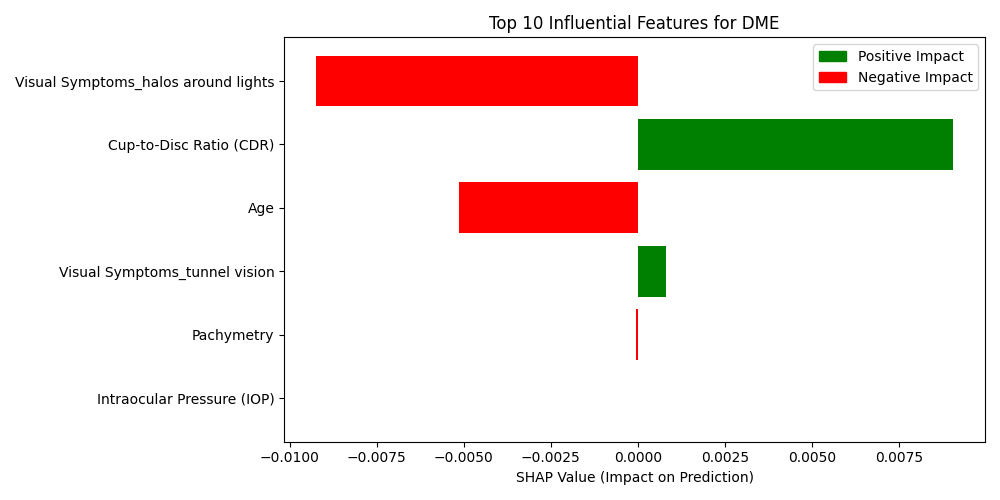 Top 10 Influential Features for DME
Positive Impact
Negative Impact
Visual Symptoms_halos around lights
Cup-to-Disc Ratio (CDR)
Age
Visual Symptoms_tunnel vision
Pachymetry
Intraocular Pressure (IOP)
−0.0100 −0.0075 −0.0050 −0.0025 0.0000 0.0025 0.0050 0.0075
SHAP Value (Impact on Prediction)